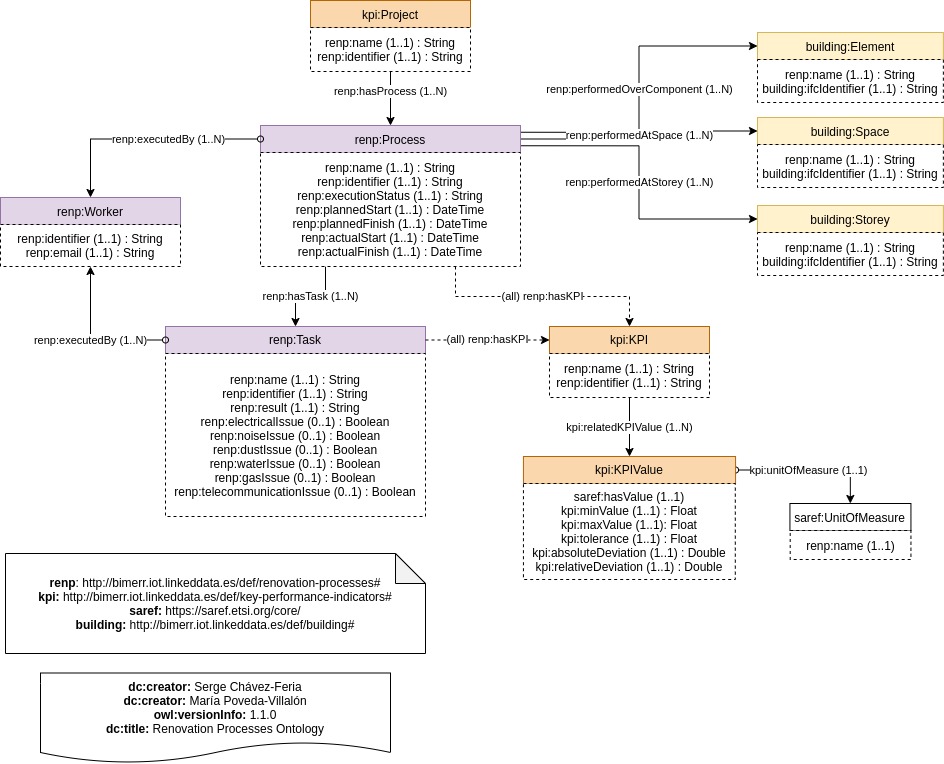 kpi:Project
renp:name (1..1) : String
renp:identifier (1..1) : String
renp:hasProcess (1..N)
renp:executedBy (1..N)
renp:Process
renp:name (1..1) : String
renp:identifier (1..1) : String
renp:executionStatus (1..1) : String
renp:plannedStart (1..1) : DateTime
renp:plannedFinish (1..1) : DateTime
renp:actualStart (1..1) : DateTime
renp:actualFinish (1..1) : DateTime
renp:performedOverComponent (1..N)
renp:performedAtSpace (1..N)
renp:performedAtStorey (1..N)
building:Element
renp:name (1..1) : String
building:ifcIdentifier (1..1) : String
building:Space
renp:name (1..1) : String
building:ifcIdentifier (1..1) : String
building:Storey
renp:name (1..1) : String
building:ifcIdentifier (1..1) : String
renp:Worker
renp:identifier (1..1) : String
renp:email (1..1) : String
renp:hasTask (1..N)
(all) renp:hasKPI
renp:executedBy (1..N)
renp:Task
renp:name (1..1) : String
renp:identifier (1..1) : String
renp:result (1..1) : String
renp:electricalIssue (0..1) : Boolean
renp:noiseIssue (0..1) : Boolean
renp:dustIssue (0..1) : Boolean
renp:waterIssue (0..1) : Boolean
renp:gasIssue (0..1) : Boolean
renp:telecommunicationIssue (0..1) : Boolean
(all) renp:hasKPI
kpi:KPI
renp:name (1..1) : String
renp:identifier (1..1) : String
kpi:relatedKPIValue (1..N)
kpi:KPIValue
saref:hasValue (1..1)
kpi:minValue (1..1) : Float
kpi:maxValue (1..1): Float
kpi:tolerance (1..1) : Float
kpi:absoluteDeviation (1..1) : Double
kpi:relativeDeviation (1..1) : Double
kpi:unitOfMeasure (1..1)
saref:UnitOfMeasure
renp:name (1..1)
renp: http://bimerr.iot.linkeddata.es/def/renovation-processes#
kpi: http://bimerr.iot.linkeddata.es/def/key-performance-indicators#
saref: https://saref.etsi.org/core/
building: http://bimerr.iot.linkeddata.es/def/building#
dc:creator: Serge Chávez-Feria
dc:creator: María Poveda-Villalón
owl:versionInfo: 1.1.0
dc:title: Renovation Processes Ontology